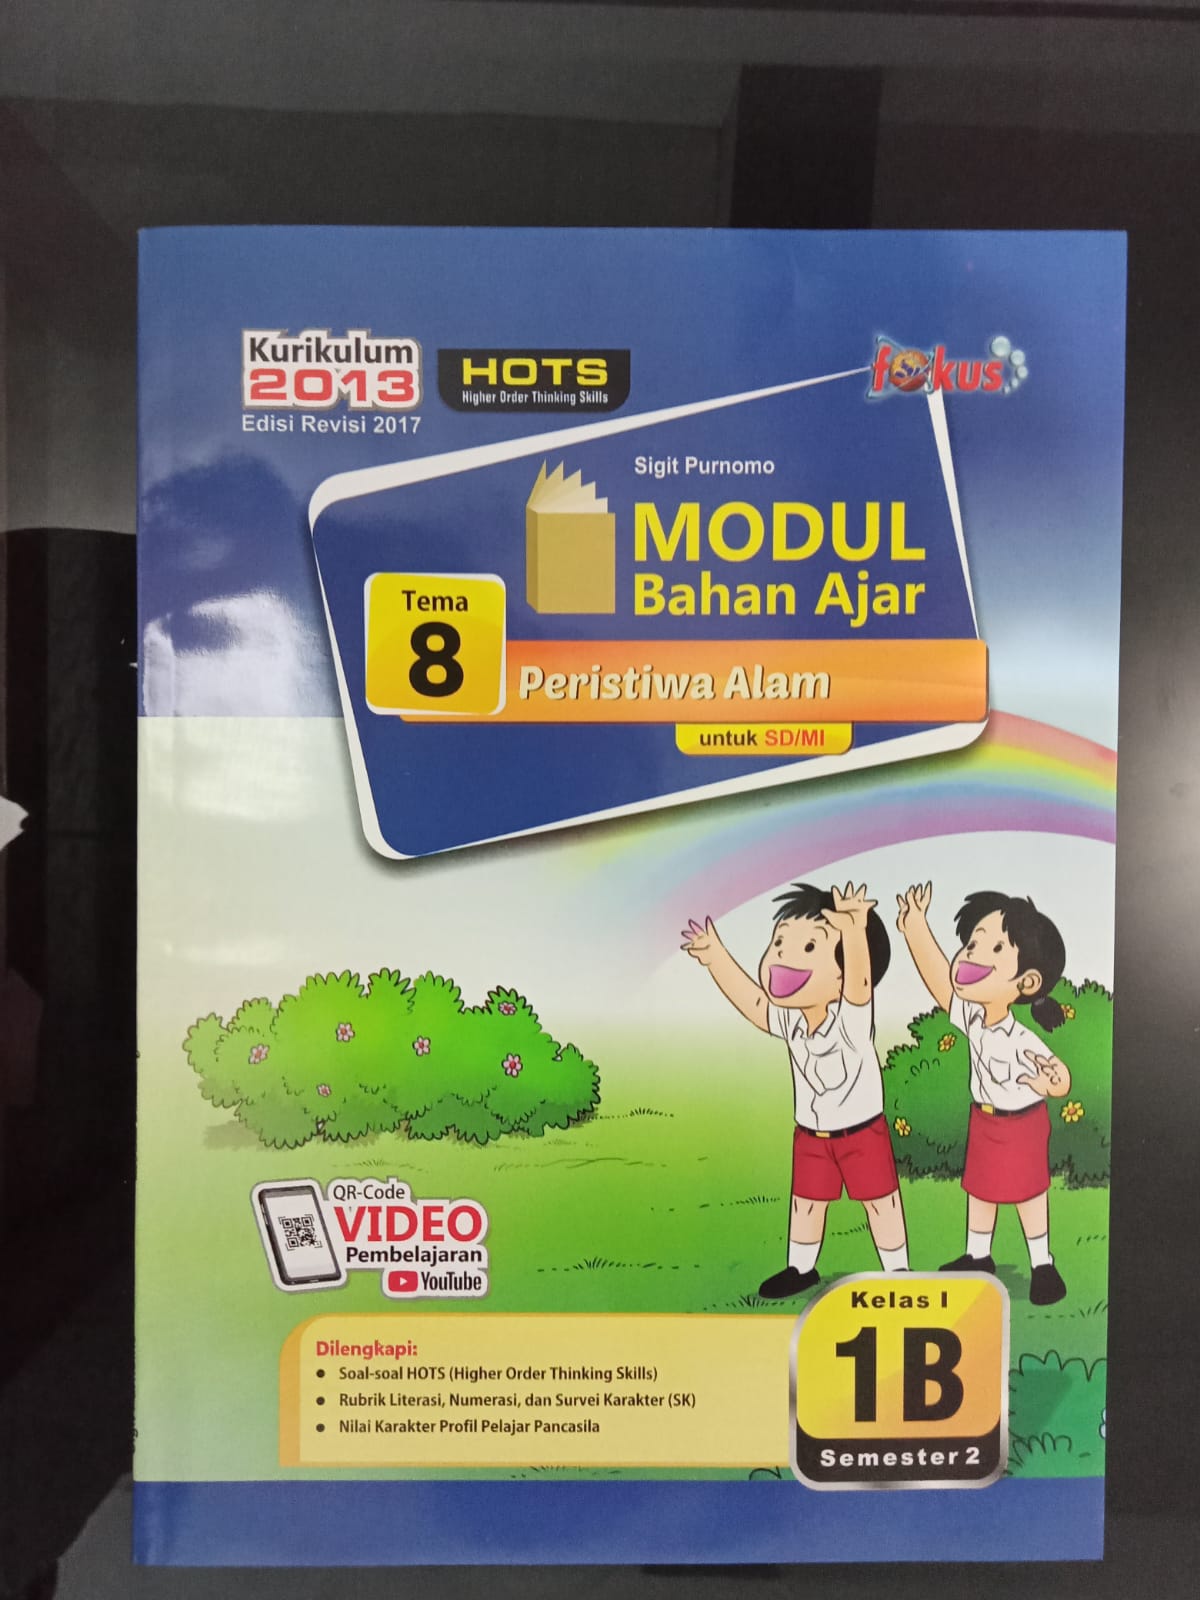 Kurikulum
2013
Edisi Revisi 2017
HOTS
Higher Order Thinking Skills
fokus
Sigit Purnomo
MODUL
Bahan Ajar
Tema
8
Peristiwa Alam
untuk SD/MI
QR-Code
VIDEO
Pembelajaran
YouTube
Dilengkapi:
• Soal-soal HOTS (Higher Order Thinking Skills)
• Rubrik Literasi, Numerasi, dan Survei Karakter (SK)
• Nilai Karakter Profil Pelajar Pancasila
Kelas I
1B
Semester 2